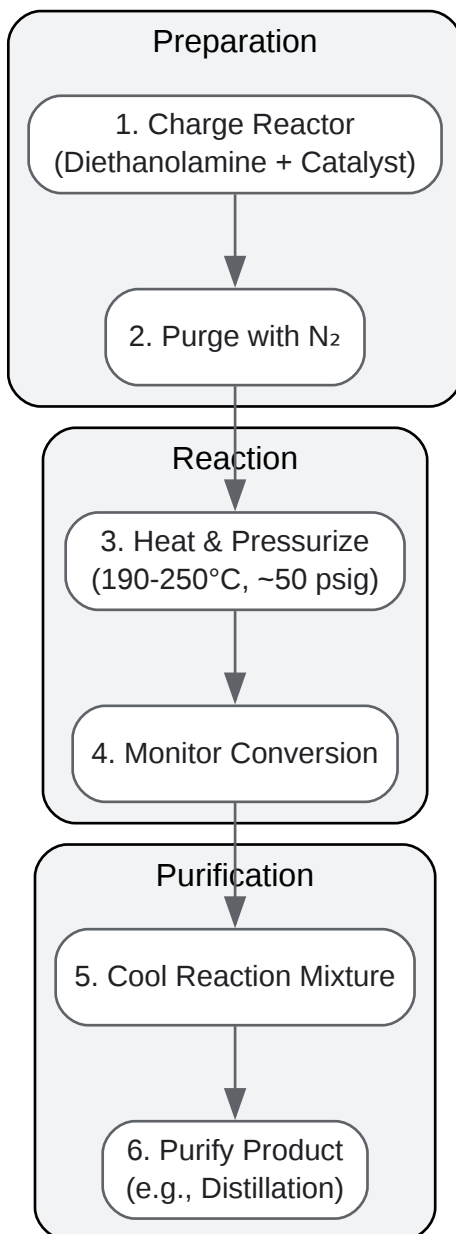 Preparation
1. Charge Reactor
(Diethanolamine + Catalyst)
2. Purge with N₂
Reaction
3. Heat & Pressurize
(190-250°C, ~50 psig)
4. Monitor Conversion
Purification
5. Cool Reaction Mixture
6. Purify Product
(e.g., Distillation)